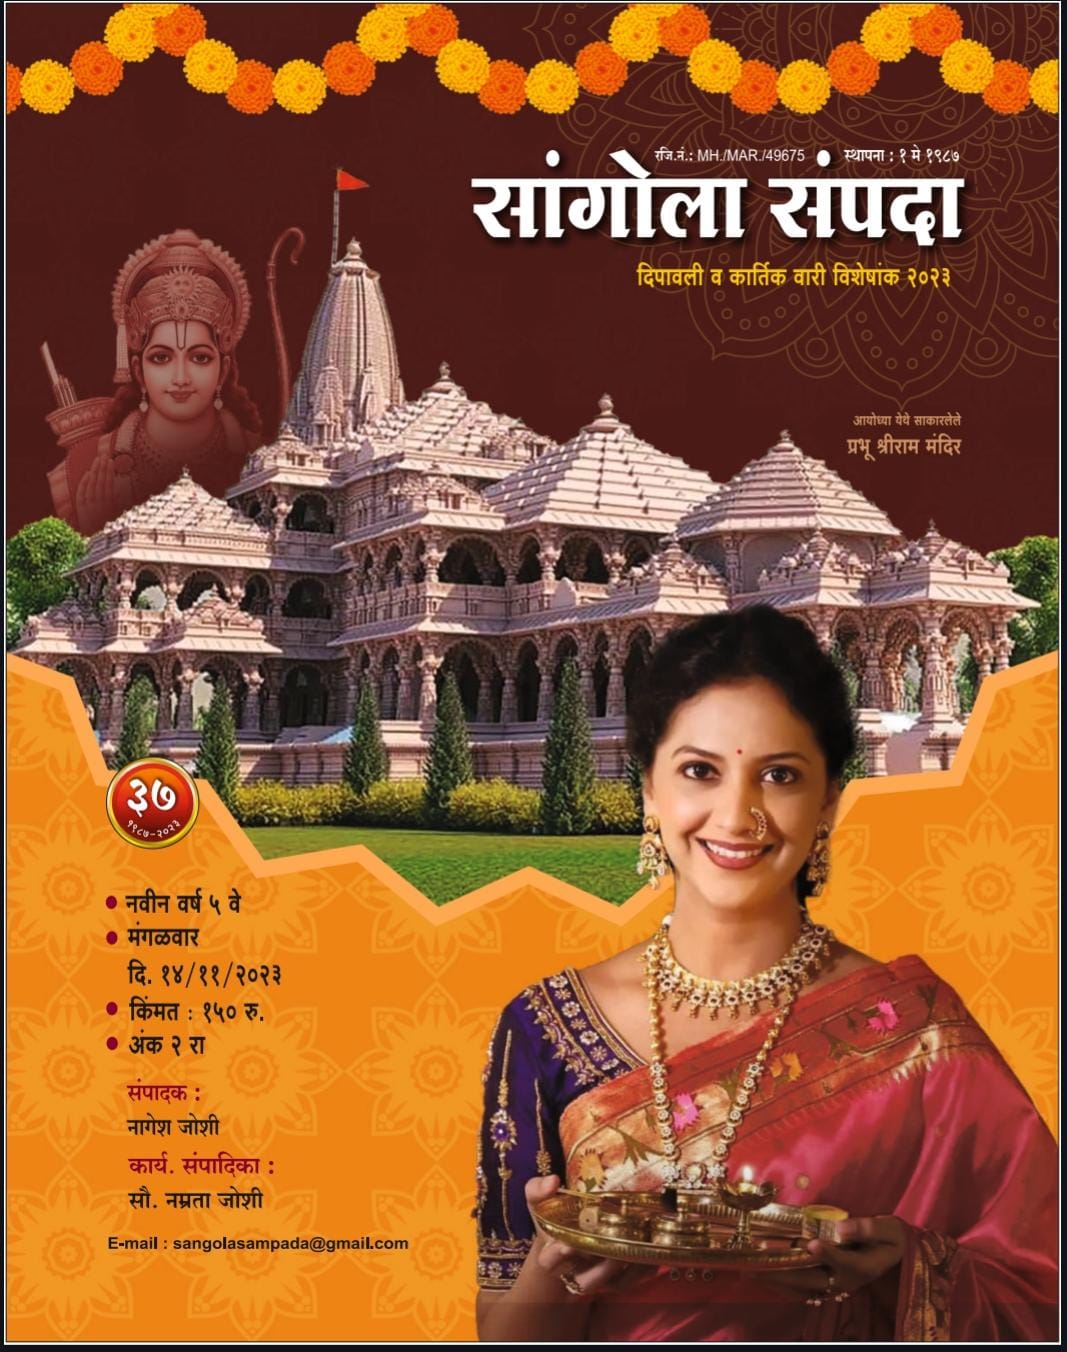 रजि.नं.: MH./MAR./49675 स्थापना : १ मे १९८७
सांगोला संपदा
दिपावली व कार्तिक वारी विशेषांक २०२३
आयोध्या येथे साकारलेले
प्रभू श्रीराम मंदिर
३७
१९८७-२०२३
नवीन वर्ष ५ वे
मंगळवार
दि. १४/११/२०२३
किंमत : १५० रु.
अंक २ रा
संपादक :
नागेश जोशी
कार्य. संपादिका :
सौ. नम्रता जोशी
E-mail : sangolasampada@gmail.com